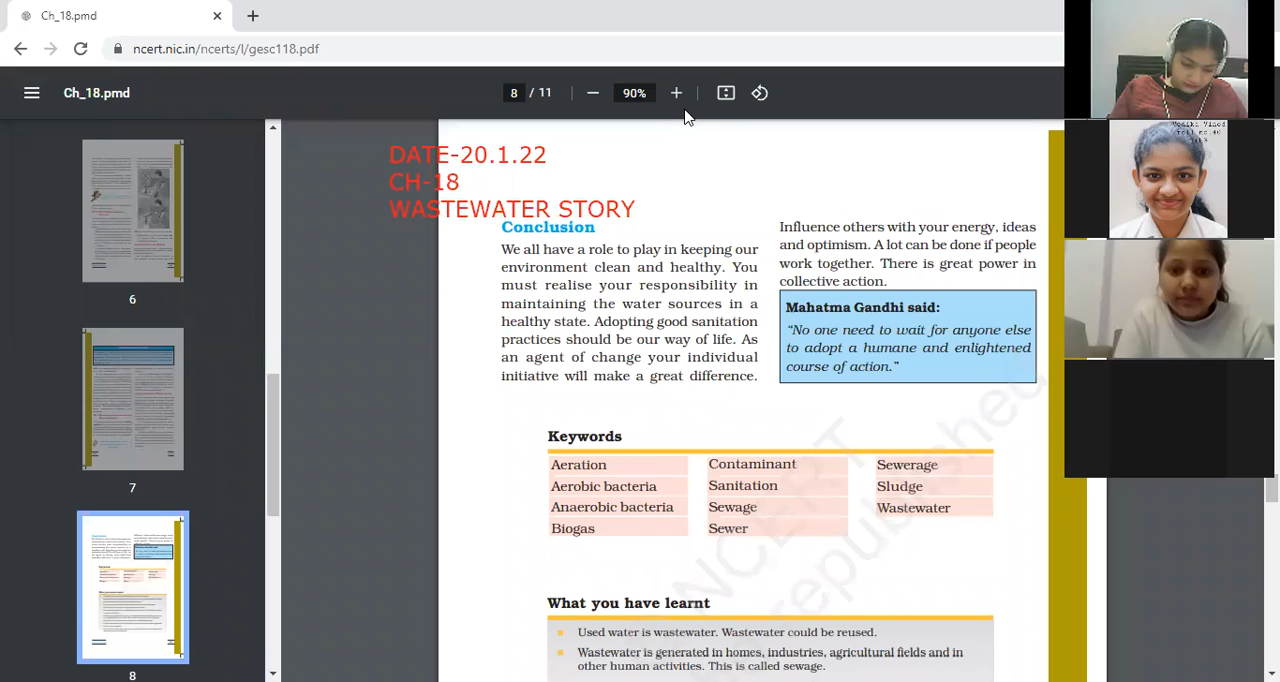 Ch_18.pmd
ncert.nic.in/ncerts/l/gesc118.pdf
Ch_18.pmd
8 / 11
90%
6
7
8
DATE-20.1.22
CH-18
WASTEWATER STORY
Conclusion
We all have a role to play in keeping our
environment clean and healthy. You
must realise your responsibility in
maintaining the water sources in a
healthy state. Adopting good sanitation
practices should be our way of life. As
an agent of change your individual
initiative will make a great difference.
Influence others with your energy, ideas
and optimism. A lot can be done if people
work together. There is great power in
collective action.
Mahatma Gandhi said:
“No one need to wait for anyone else
to adopt a humane and enlightened
course of action.”
Keywords
Aeration
Aerobic bacteria
Anaerobic bacteria
Biogas
Contaminant
Sanitation
Sewage
Sewer
Sewerage
Sludge
Wastewater
What you have learnt
Used water is wastewater. Wastewater could be reused.
Wastewater is generated in homes, industries, agricultural fields and in
other human activities. This is called sewage.
Vedika Vinod
roll no.40